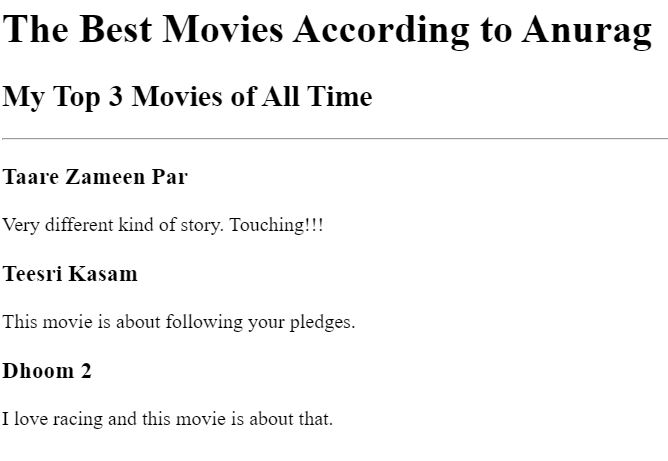 The Best Movies According to Anurag
My Top 3 Movies of All Time
Taare Zameen Par
Very different kind of story. Touching!!!
Teesri Kasam
This movie is about following your pledges.
Dhoom 2
I love racing and this movie is about that.